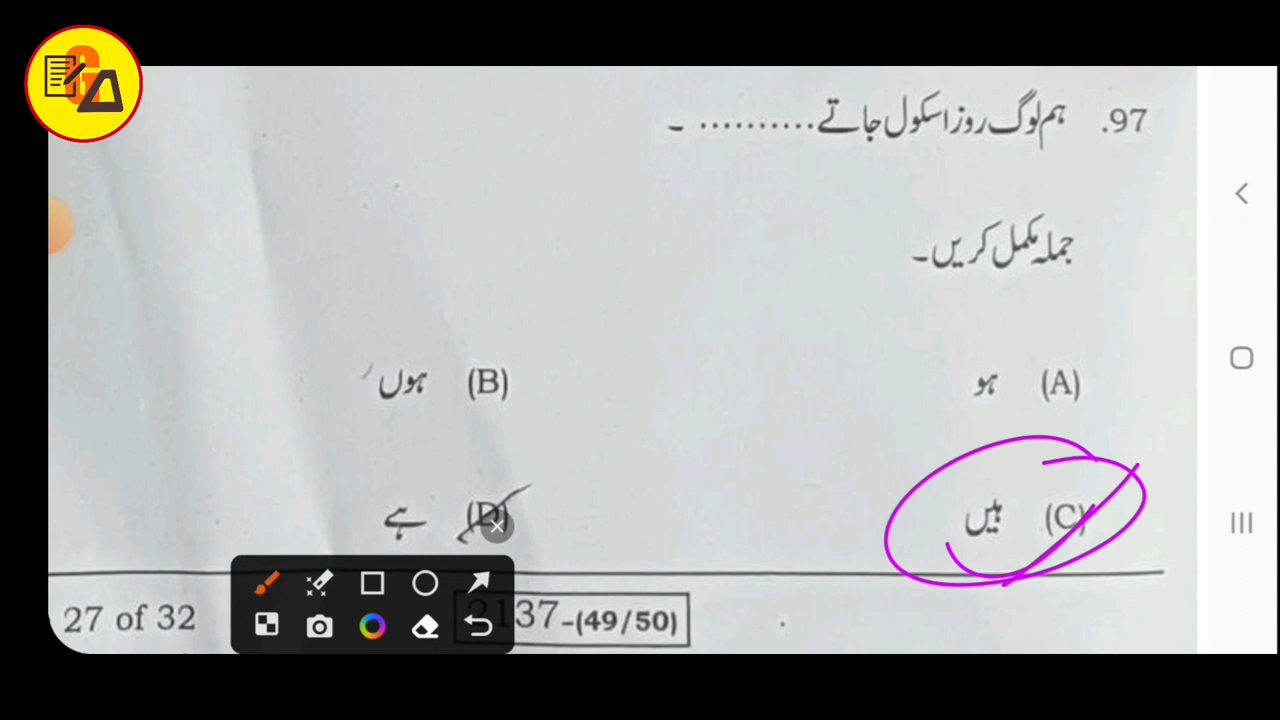 97. ہم لوگ روز اسکول جاتے .......... ۔
جملہ مکمل کریں۔
(A) ہو
(B) ہوں
(C) ہیں
(D) ہے
27 of 32
2137-(49/50)